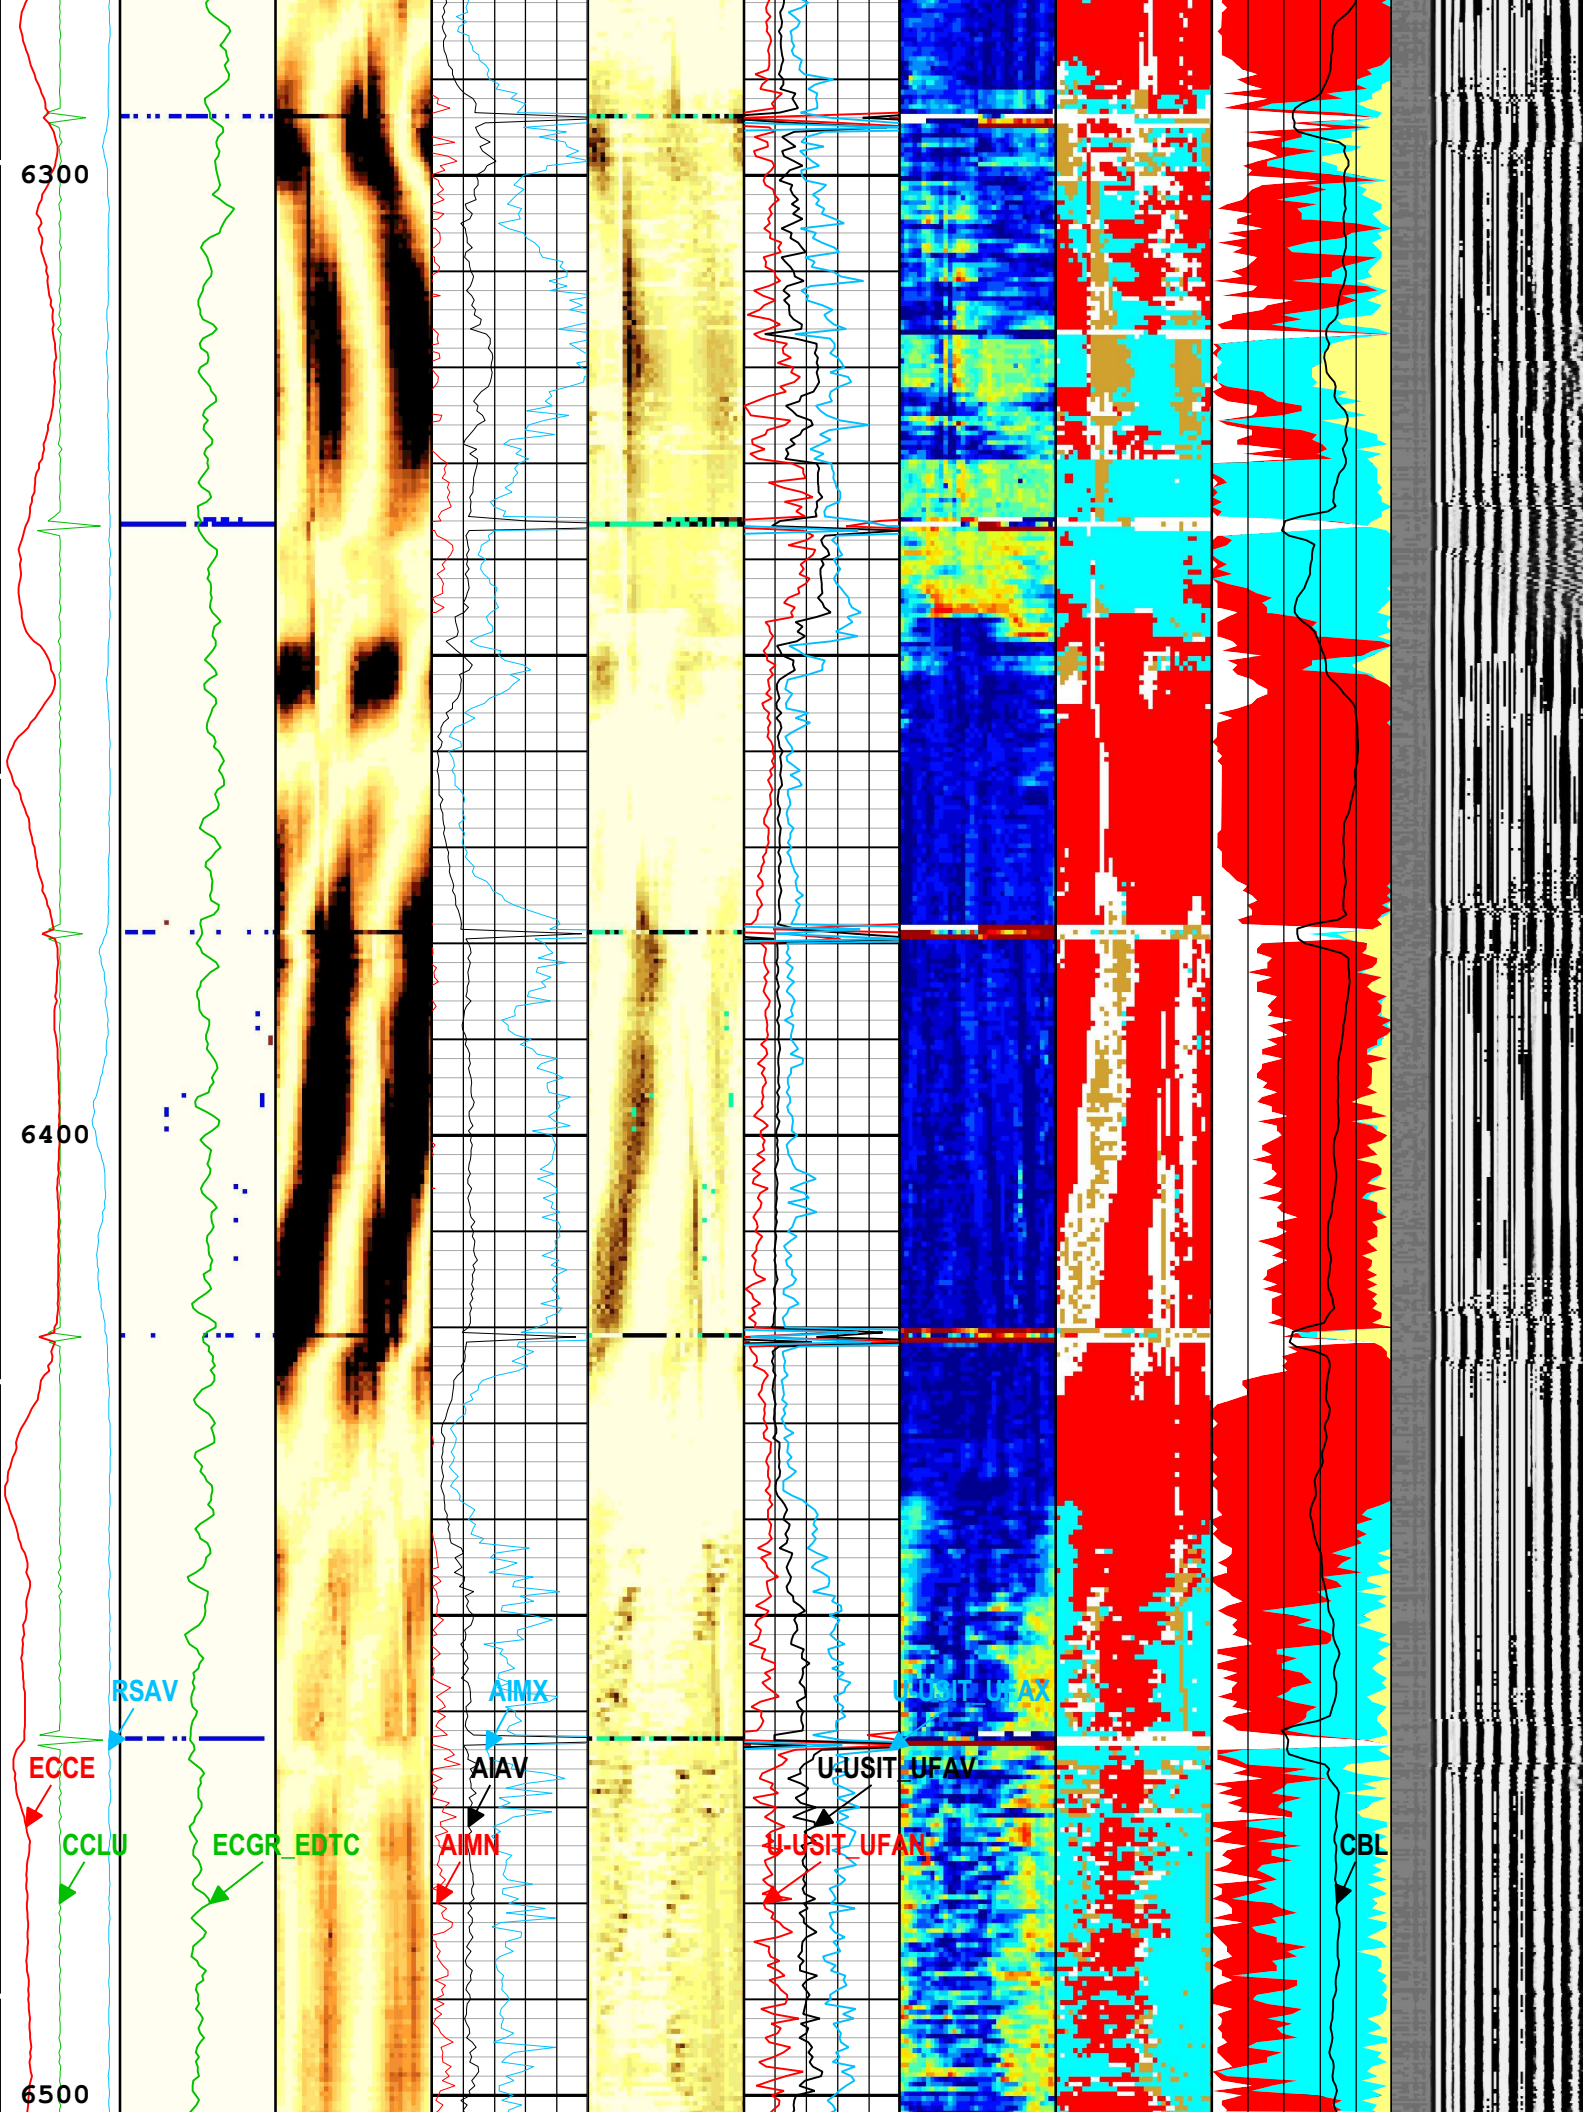 6300
6400
RSAV
AIMX
U-USIT_UFAX
ECCE
AIAV
U-USIT_UFAV
CCLU
ECGR_EDTC
AIMN
U-USIT_UFAN
CBL
6500